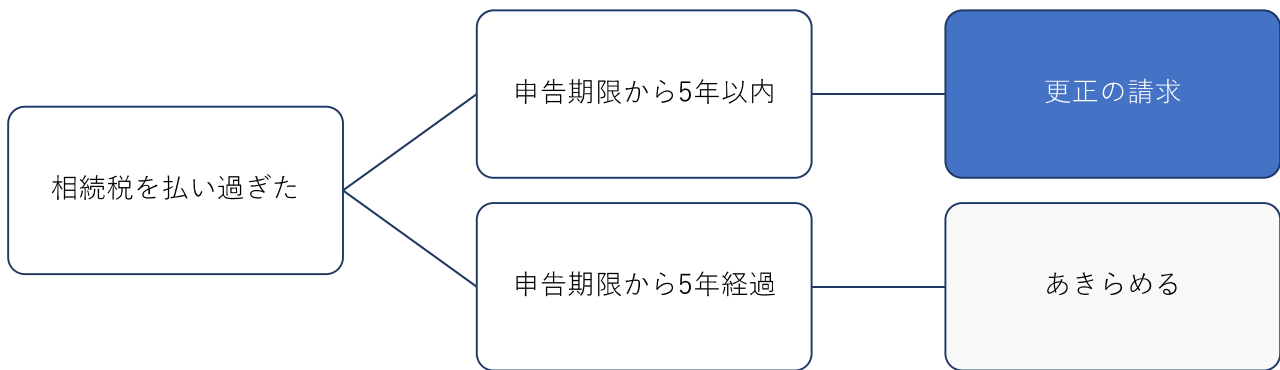 相続税を払い過ぎた
申告期限から5年以内
更正の請求
申告期限から5年経過
あきらめる